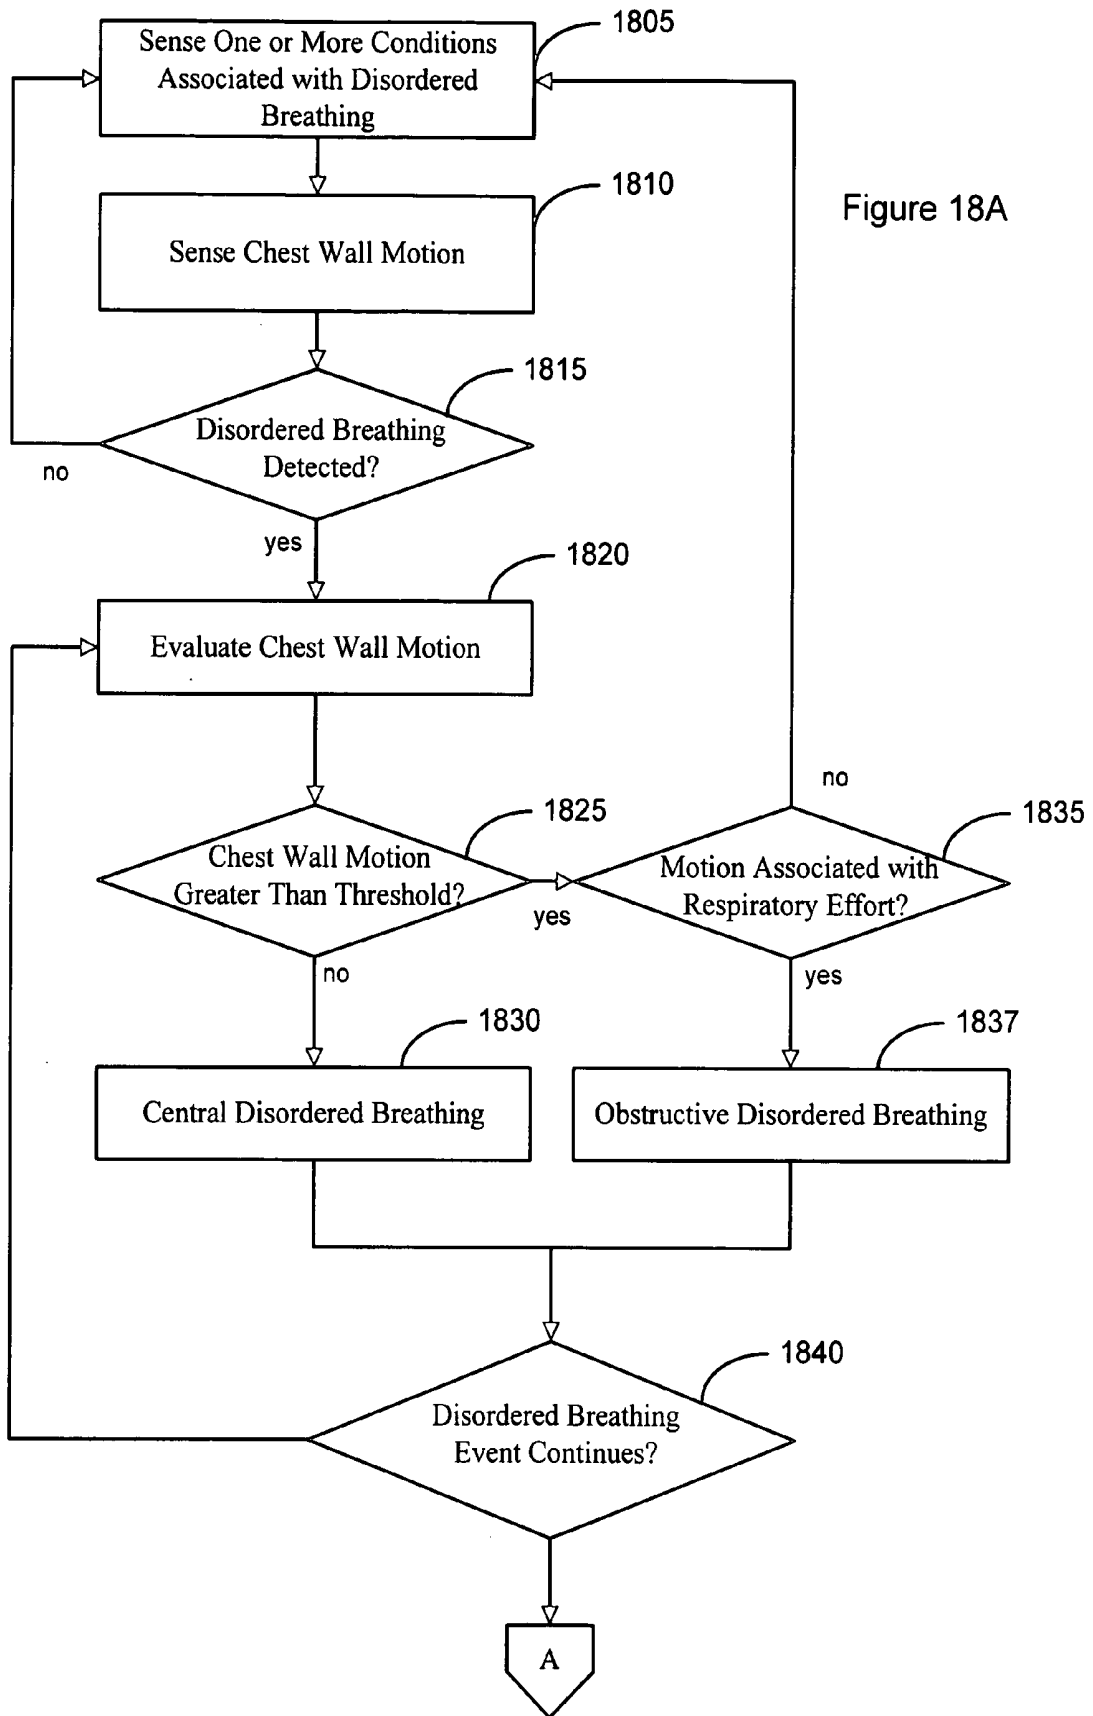 1805
Sense One or More Conditions
Associated with Disordered
Breathing
1810
Figure 18A
Sense Chest Wall Motion
1815
Disordered Breathing
Detected?
no
yes
1820
Evaluate Chest Wall Motion
no
1825
1835
Chest Wall Motion
Greater Than Threshold?
yes
Motion Associated with
Respiratory Effort?
no
yes
1830
1837
Central Disordered Breathing
Obstructive Disordered Breathing
1840
Disordered Breathing
Event Continues?
A